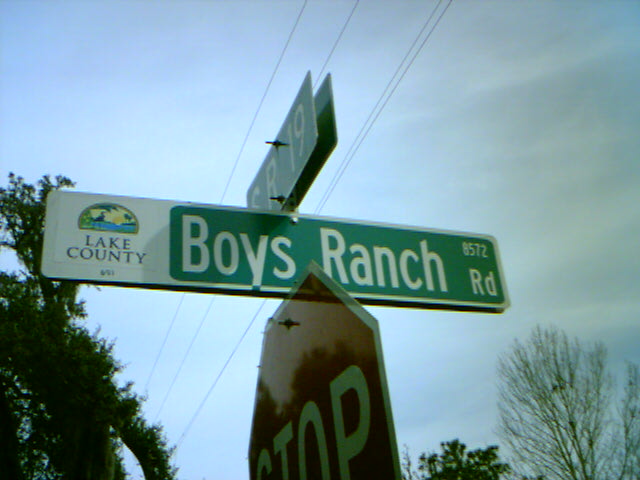 SR 19
LAKE
COUNTY
Boys Ranch Rd
8572
STOP